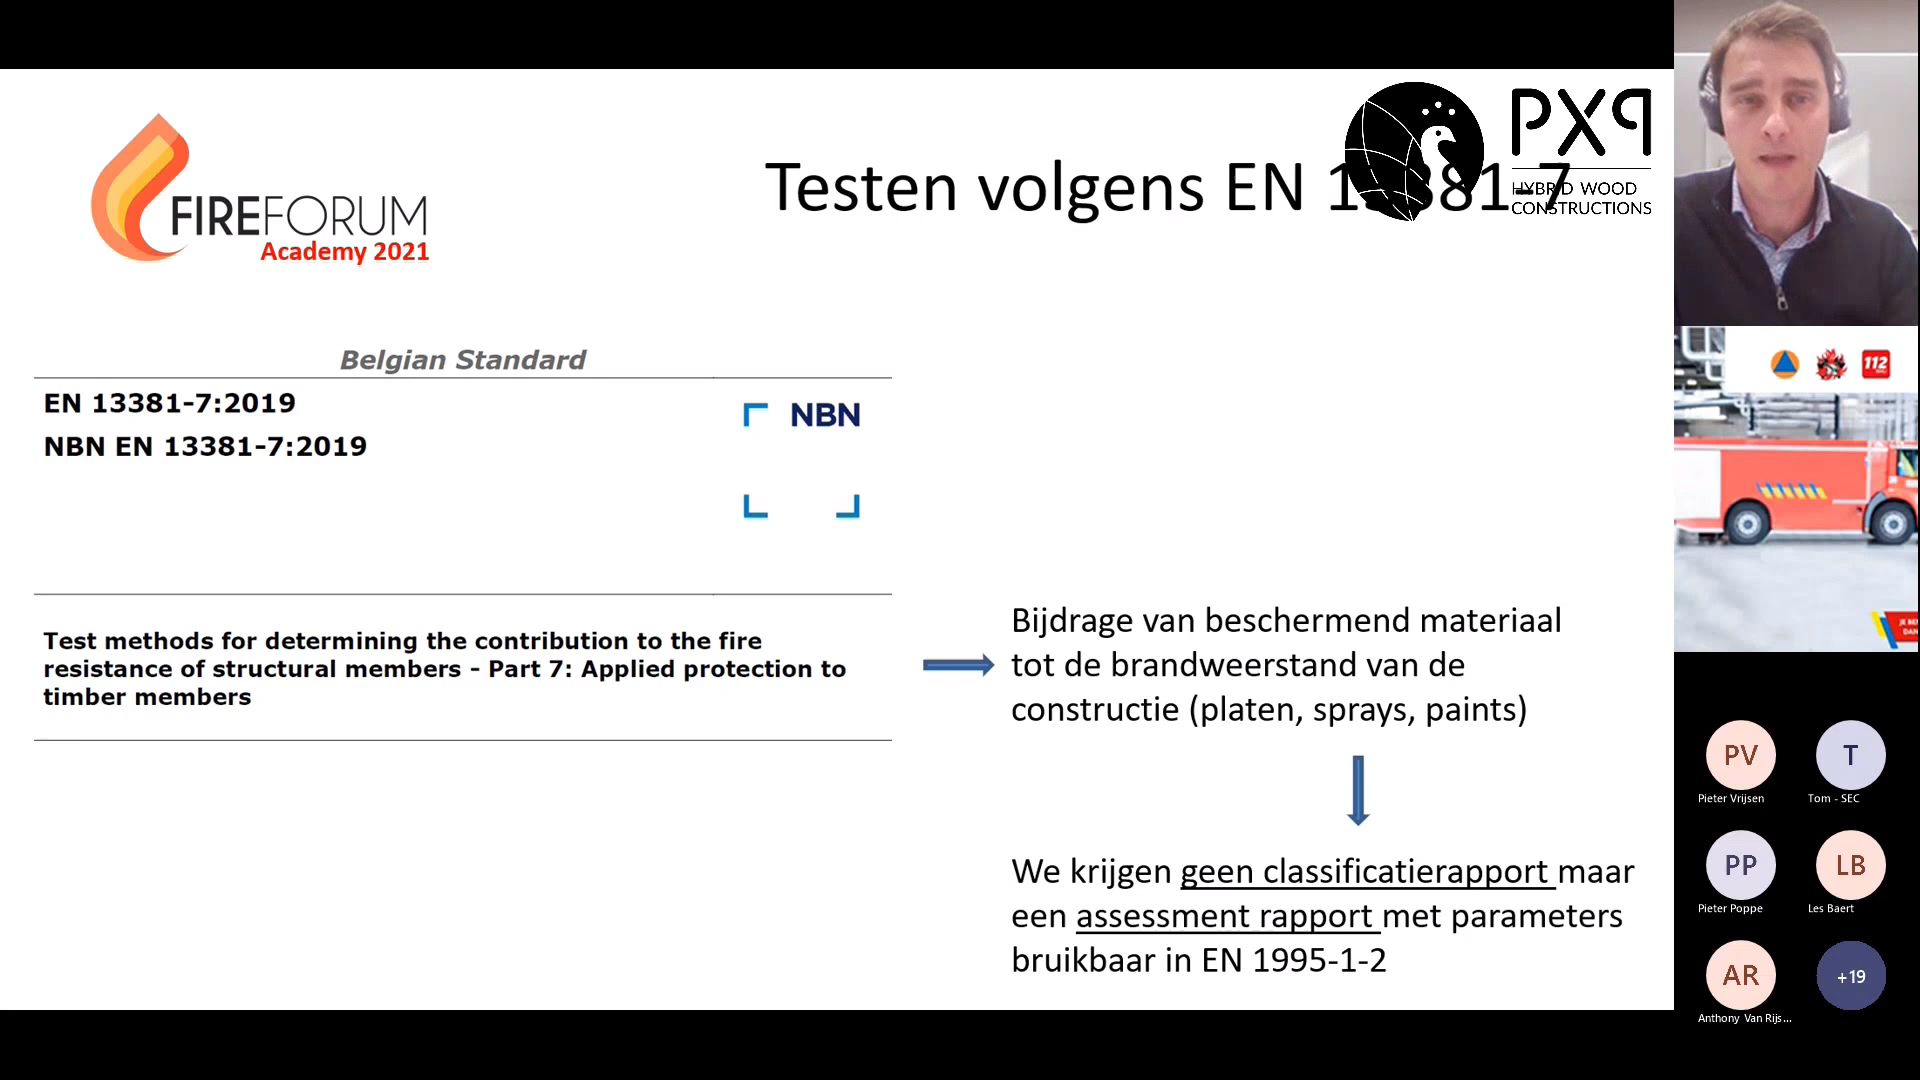 FIREFORUM
Academy 2021
Testen volgens EN 13381-7
PXP
HYBRID WOOD
CONSTRUCTIONS
Belgian Standard
EN 13381-7:2019
NBN EN 13381-7:2019
NBN
Test methods for determining the contribution to the fire
resistance of structural members - Part 7: Applied protection to
timber members
Bijdrage van beschermend materiaal
tot de brandweerstand van de
constructie (platen, sprays, paints)
We krijgen geen classificatierapport maar
een assessment rapport met parameters
bruikbaar in EN 1995-1-2
112
PV
Pieter Vrijsen
T
Tom - SEC
PP
Pieter Poppe
LB
Les Baert
AR
Anthony Van Rijs...
+19